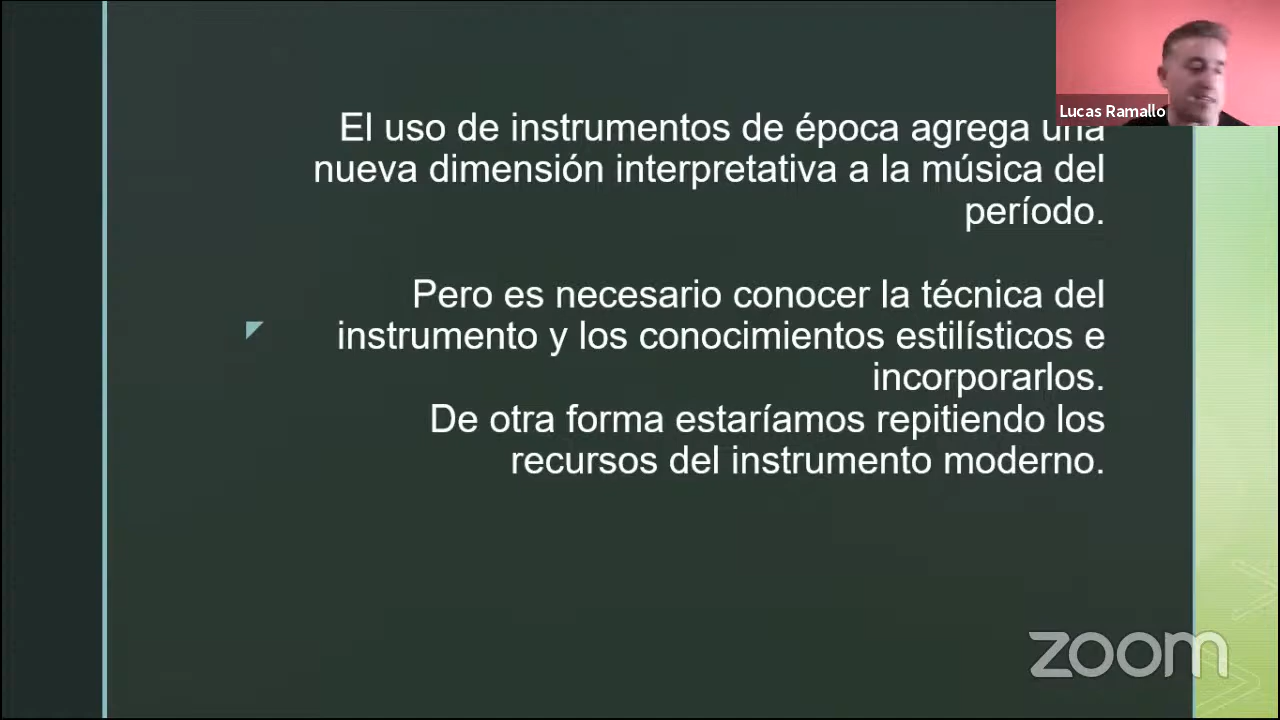 El uso de instrumentos de época agrega una
nueva dimensión interpretativa a la música del
período.
Pero es necesario conocer la técnica del
instrumento y los conocimientos estilísticos e
incorporarlos.
De otra forma estaríamos repitiendo los
recursos del instrumento moderno.
Lucas Ramallo
zoom